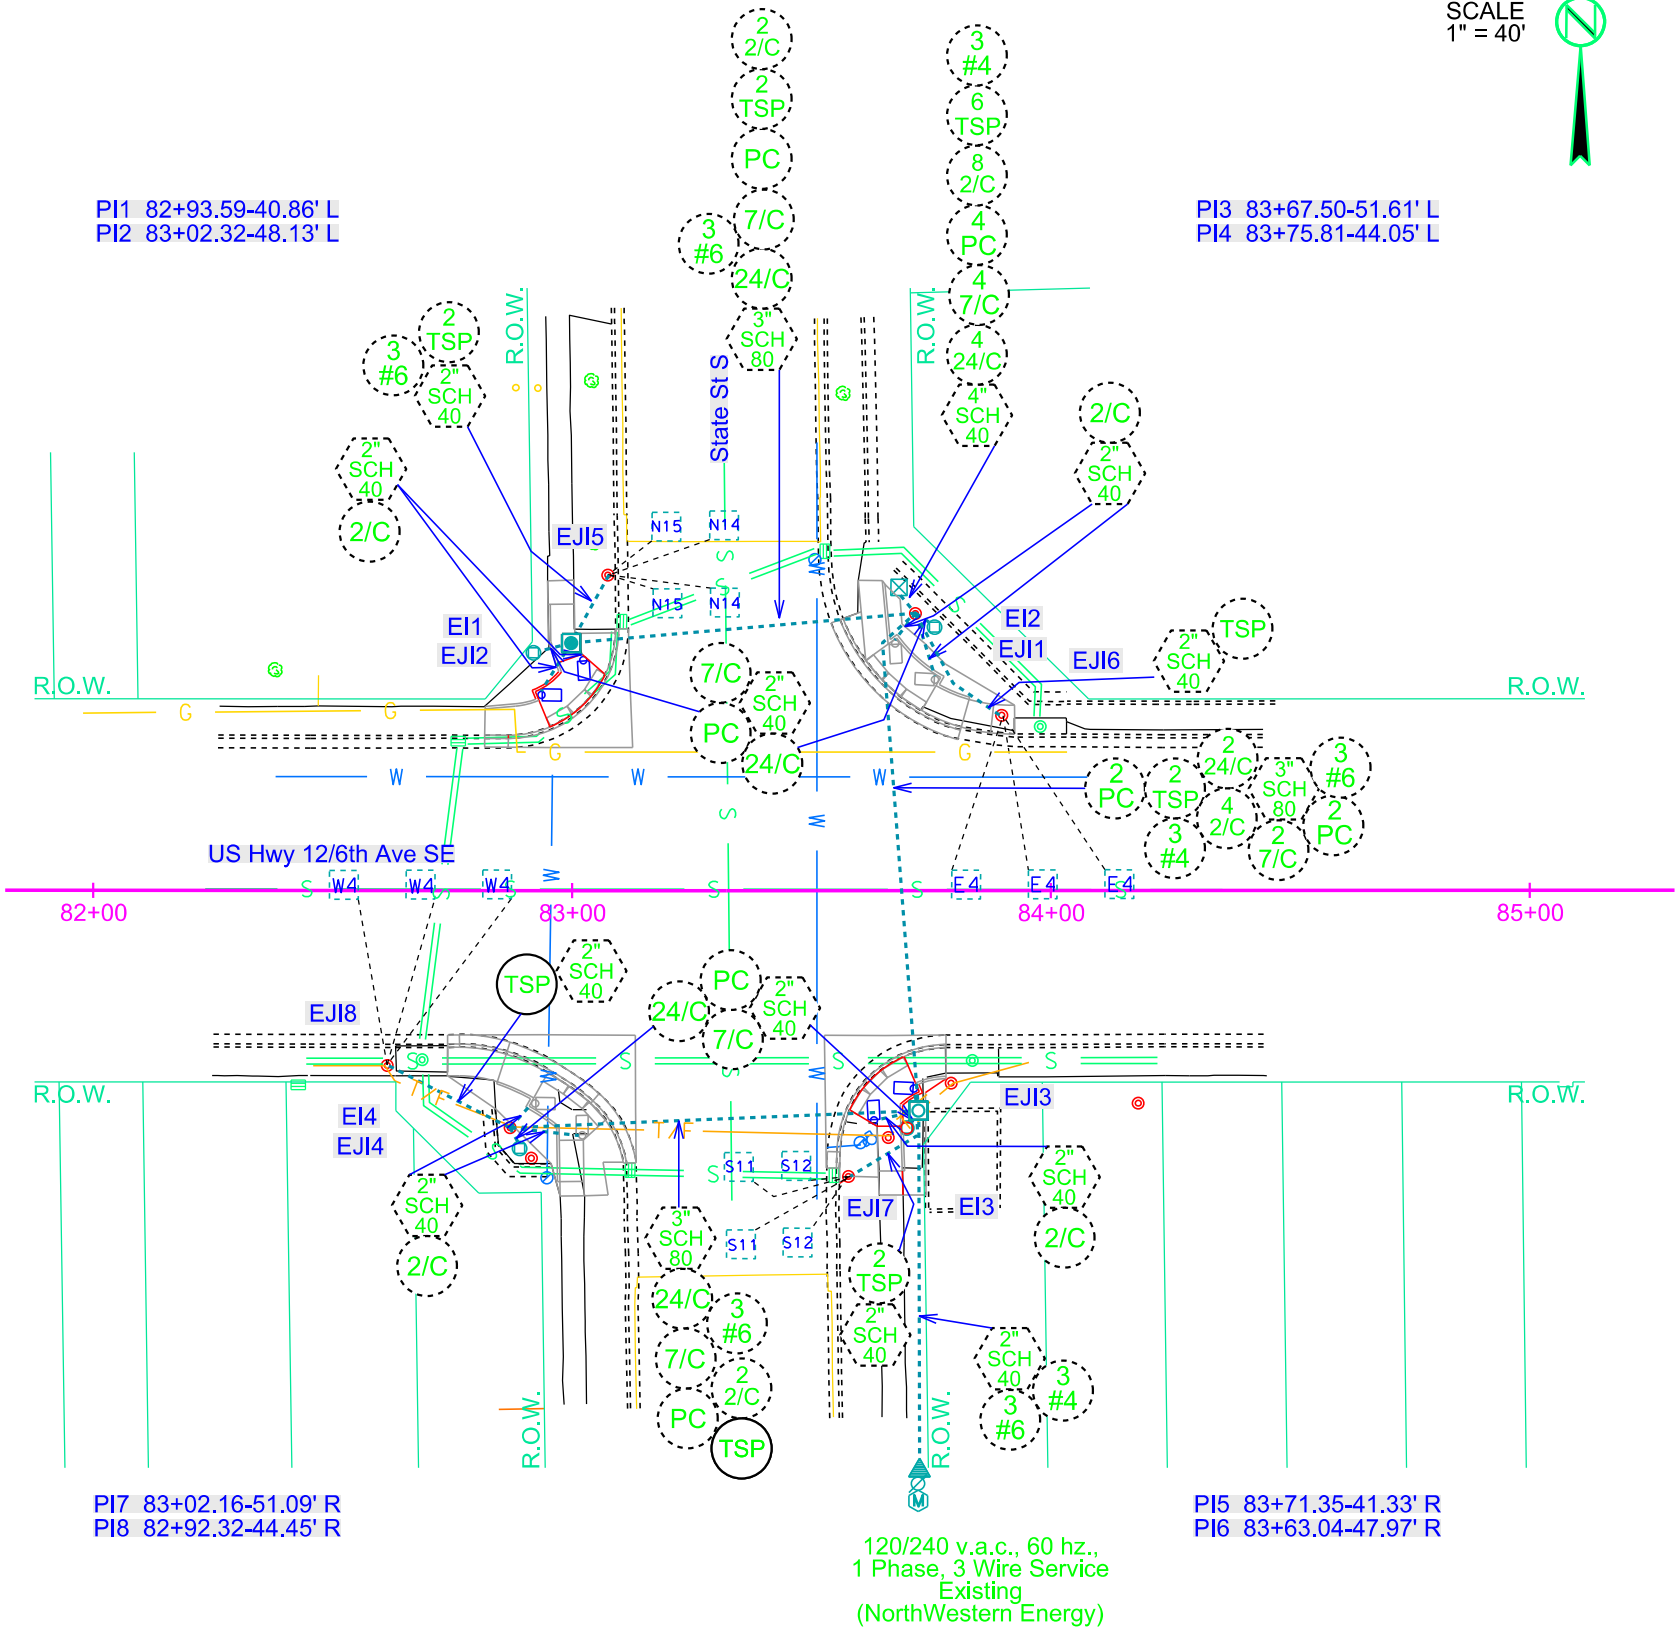 SCALE
1" = 40'
N
2
2/C
2
TSP
PC
7/C
3
#6
24/C
3"
SCH
80
3
#4
6
TSP
8
2/C
4
PC
4
7/C
4
24/C
4"
SCH
40
PI1 82+93.59-40.86' L
PI2 83+02.32-48.13' L
PI3 83+67.50-51.61' L
PI4 83+75.81-44.05' L
R.O.W.
R.O.W.
State St S
2
TSP
3
#6
2"
SCH
40
2"
SCH
40
2/C
2/C
2"
SCH
40
EJI5
N15
N14
N15
N14
S
S
W
S
EI1
EJI2
EI2
EJI1
EJI6
2"
SCH
40
TSP
R.O.W.
R.O.W.
7/C
2"
SCH
40
PC
24/C
G
G
G
G
S
W
W
W
S
W
W
2
PC
2
TSP
2
24/C
3"
SCH
80
3
#6
3
#4
4
2/C
2
7/C
2
PC
US Hwy 12/6th Ave SE
W4
W4
W4
E4
E4
E4
S
S
S
S
S
S
S
82+00
83+00
84+00
85+00
TSP
2"
SCH
40
24/C
PC
2"
SCH
40
7/C
EJI8
S
S
S
S
S
W
W
R.O.W.
R.O.W.
T/F
T/F
EI4
EJI4
EJI3
S
S
S11
S12
S11
S12
EJI7
EI3
2"
SCH
40
2/C
2"
SCH
40
2/C
3"
SCH
80
24/C
3
#6
7/C
2
2/C
PC
TSP
2
TSP
2"
SCH
40
2"
SCH
40
3
#4
3
#6
R.O.W.
R.O.W.
M
PI7 83+02.16-51.09' R
PI8 82+92.32-44.45' R
PI5 83+71.35-41.33' R
PI6 83+63.04-47.97' R
120/240 v.a.c., 60 hz.,
1 Phase, 3 Wire Service
Existing
(NorthWestern Energy)